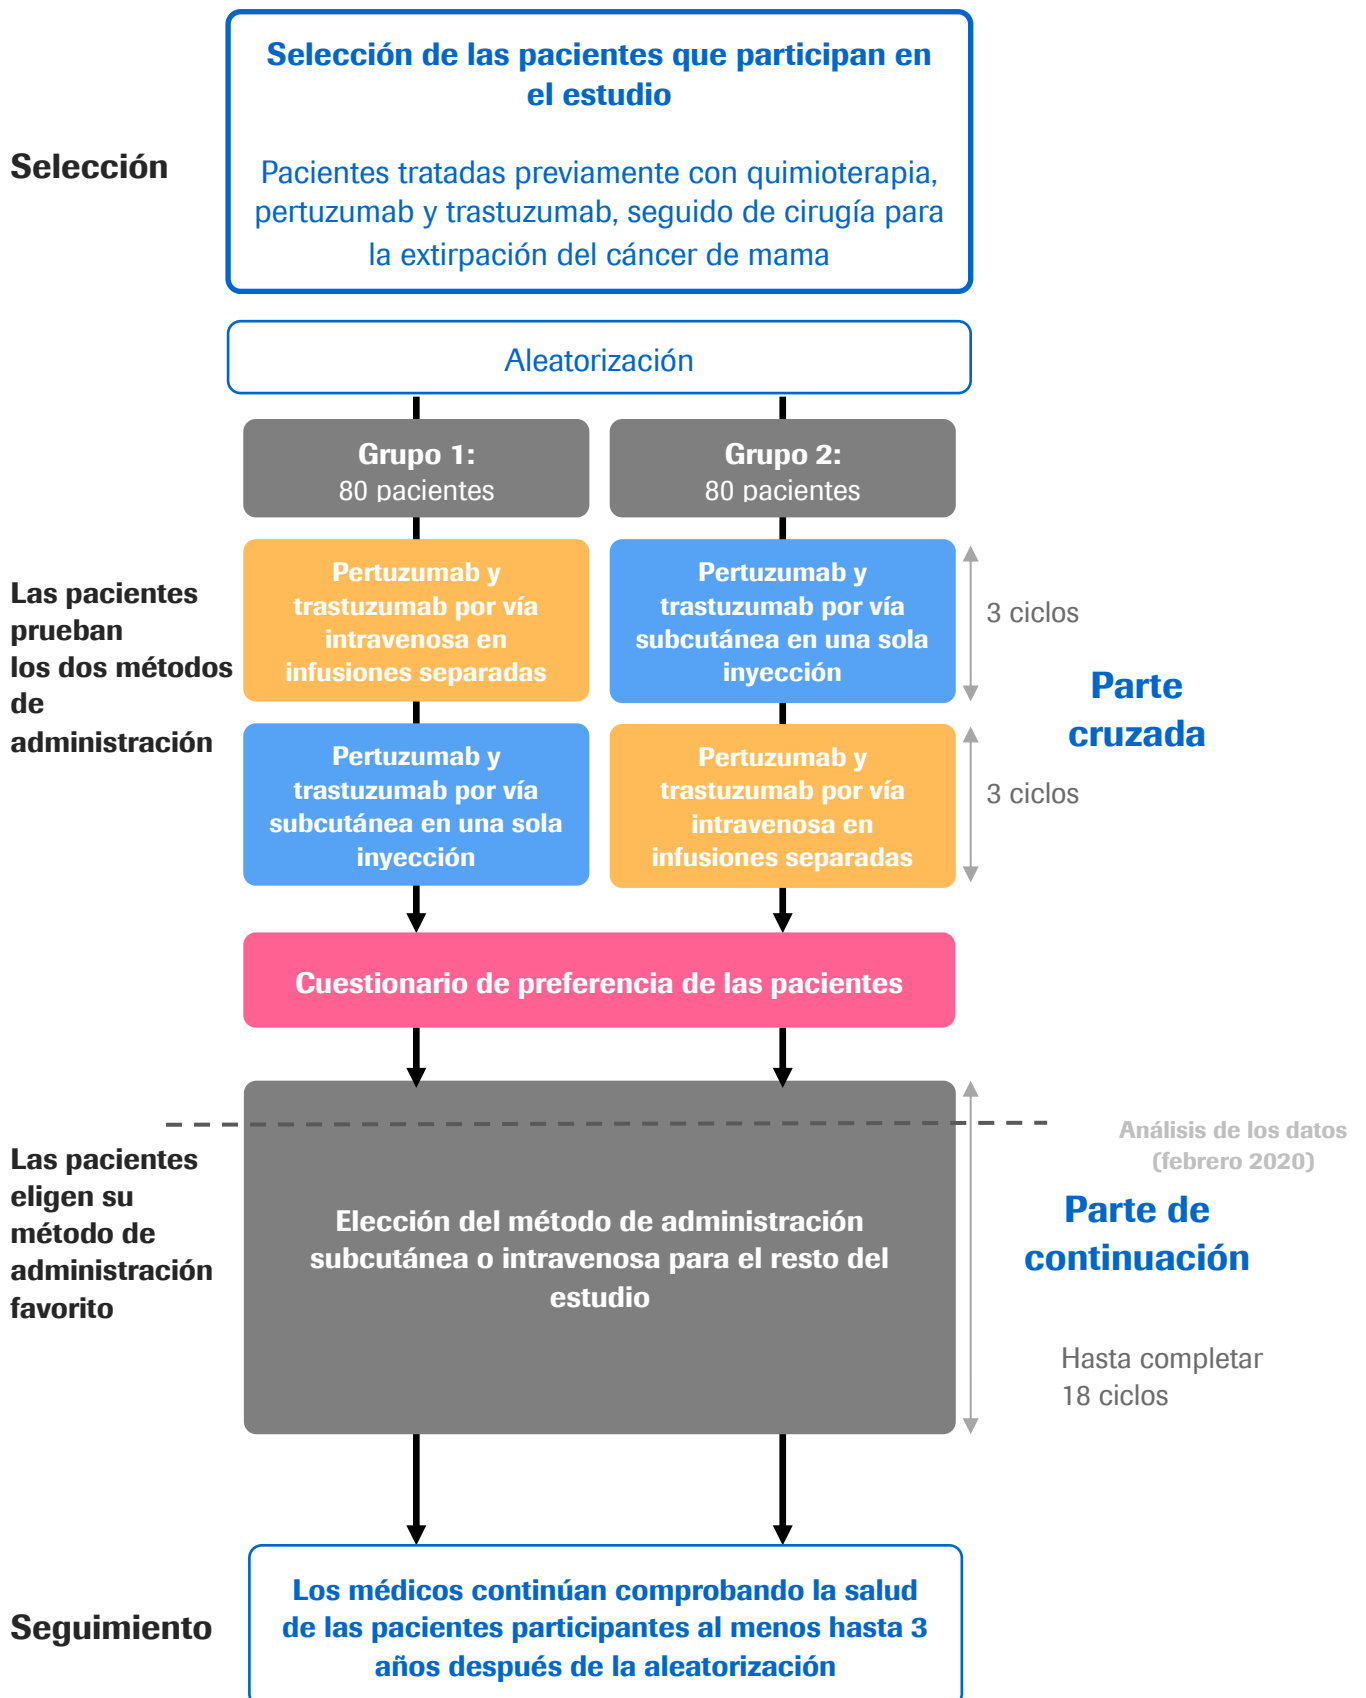 Selección de las pacientes que participan en
el estudio
Selección
Pacientes tratadas previamente con quimioterapia,
pertuzumab y trastuzumab, seguido de cirugía para
la extirpación del cáncer de mama
Aleatorización
Grupo 1:
80 pacientes
Grupo 2:
80 pacientes
Las pacientes
prueban
los dos métodos
de
administración
Pertuzumab y
trastuzumab por vía
intravenosa en
infusiones separadas
Pertuzumab y
trastuzumab por vía
subcutánea en una sola
inyección
3 ciclos
Parte
cruzada
Pertuzumab y
trastuzumab por vía
subcutánea en una sola
inyección
Pertuzumab y
trastuzumab por vía
intravenosa en
infusiones separadas
3 ciclos
Cuestionario de preferencia de las pacientes
Análisis de los datos
(febrero 2020)
Las pacientes
eligen su
método de
administración
favorito
Elección del método de administración
subcutánea o intravenosa para el resto del
estudio
Parte de
continuación
Hasta completar
18 ciclos
Seguimiento
Los médicos continúan comprobando la salud
de las pacientes participantes al menos hasta 3
años después de la aleatorización